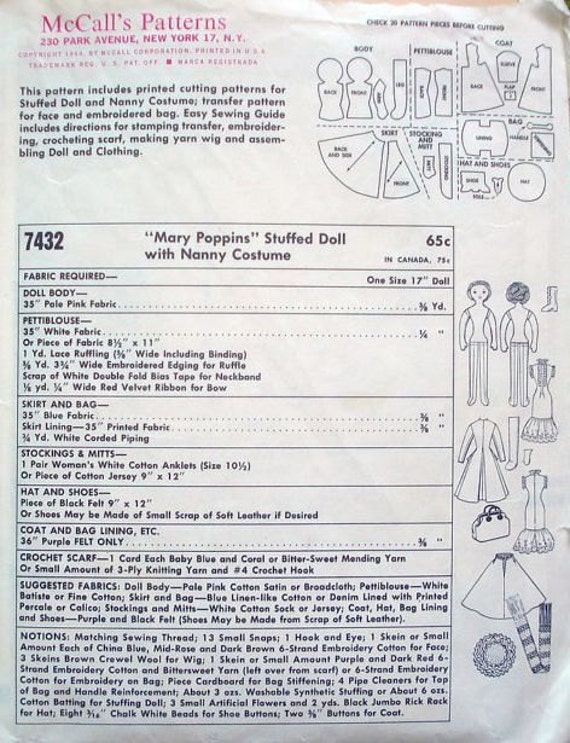 McCall's Patterns
230 PARK AVENUE, NEW YORK 17, N.Y.
COPYRIGHT 1964, BY McCALL CORPORATION, PRINTED IN U.S.A.
TRADEMARK REG. U.S. PAT. OFF. ■ MARCA REGISTRADA
CHECK 20 PATTERN PIECES BEFORE CUTTING
This pattern includes printed cutting patterns for
Stuffed Doll and Nanny Costume; transfer pattern
for face and embroidered bag. Easy Sewing Guide
includes directions for stamping transfer, embroider-
ing, crocheting scarf, making yarn wig and assem-
bling Doll and Clothing.
BODY
PETTIBLOUSE
COAT
BACK
FRONT
LEG
BACK
FRONT
BACK
SLEEVE
FLAP
FRONT
SKIRT
BACK AND SIDE
FRONT
STOCKING AND MITT
MITT
STOCKING
BAG
LINING
HANDLE
HAT AND SHOES
SHOE
SOLE
HAT
7432 "Mary Poppins" Stuffed Doll 65c
with Nanny Costume IN CANADA, 75c
FABRIC REQUIRED— One Size 17" Doll
DOLL BODY—
35" Pale Pink Fabric ⅜ Yd.
PETTIBLOUSE—
35" White Fabric ¼ "
Or Piece of Fabric 8½" x 11"
1 Yd. Lace Ruffling (⅝" Wide Including Binding)
⅝ Yd. 3¾" Wide Embroidered Edging for Ruffle
Scrap of White Double Fold Bias Tape for Neckband
⅛ yd. ¼" Wide Red Velvet Ribbon for Bow
SKIRT AND BAG—
35" Blue Fabric ⅜ "
Skirt Lining—35" Printed Fabric ⅜ "
¾ Yd. White Corded Piping
STOCKINGS & MITTS—
1 Pair Woman's White Cotton Anklets (Size 10½)
Or Piece of Cotton Jersey 9" x 12"
HAT AND SHOES—
Piece of Black Felt 9" x 12"
Or Shoes May be Made of Small Scrap of Soft Leather if Desired
COAT AND BAG LINING, ETC.
36" Purple FELT ONLY ⅜ "
CROCHET SCARF—1 Card Each Baby Blue and Coral or Bitter-Sweet Mending Yarn
Or Small Amount of 3-Ply Knitting Yarn and #4 Crochet Hook
SUGGESTED FABRICS: Doll Body—Pale Pink Cotton Satin or Broadcloth; Pettiblouse—White
Batiste or Fine Cotton; Skirt and Bag—Blue Linen-like Cotton or Denim Lined with Printed
Percale or Calico; Stockings and Mitts—White Cotton Sock or Jersey; Coat, Hat, Bag Lining
and Shoes—Purple and Black Felt (Shoes May be Made from Scrap of Soft Leather).
NOTIONS: Matching Sewing Thread; 13 Small Snaps; 1 Hook and Eye; 1 Skein or Small
Amount Each of China Blue, Mid-Rose and Dark Brown 6-Strand Embroidery Cotton for Face;
3 Skeins Brown Crewel Wool for Wig; 1 Skein or Small Amount Purple and Dark Red 6-
Strand Embroidery Cotton and Bittersweet Yarn (left over from scarf) or 6-Strand Embroidery
Cotton for Embroidery on Bag; Piece Cardboard for Bag Stiffening; 4 Pipe Cleaners for Top
of Bag and Handle Reinforcement; About 3 ozs. Washable Synthetic Stuffing or About 6 ozs.
Cotton Batting for Stuffing Doll; 3 Small Artificial Flowers and 2 yds. Black Jumbo Rick Rack
for Hat; Eight 3⁄16" Chalk White Beads for Shoe Buttons; Two ⅜" Buttons for Coat.